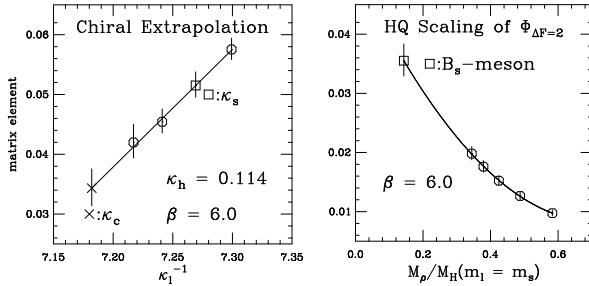 Chiral Extrapolation
matrix element
0.06
0.05
0.04
0.03
□:κs
κh = 0.114
×:κc
β = 6.0
7.15 7.20 7.25 7.30 7.35
κl⁻¹
HQ Scaling of ΦΔF=2
0.04
0.03
0.02
0.01
□:Bs−meson
β = 6.0
0.0 0.2 0.4 0.6
Mρ/MH(ml = ms)